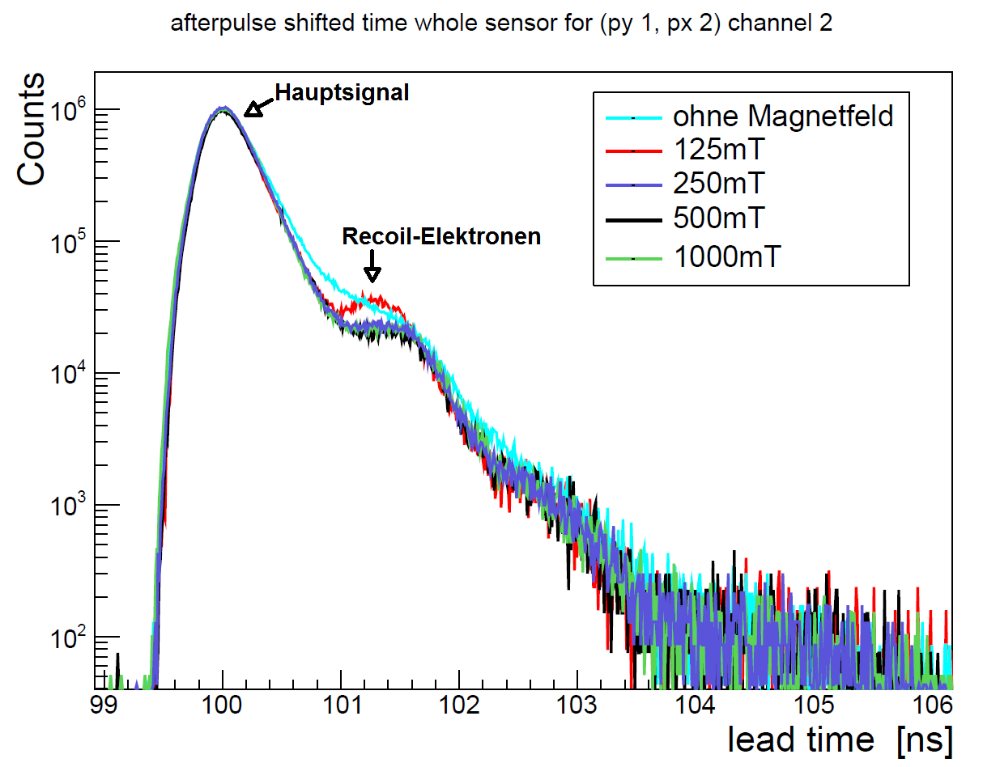 afterpulse shifted time whole sensor for (py 1, px 2) channel 2
Counts
Hauptsignal
Recoil-Elektronen
ohne Magnetfeld
125mT
250mT
500mT
1000mT
10^6
10^5
10^4
10^3
10^2
99 100 101 102 103 104 105 106
lead time [ns]